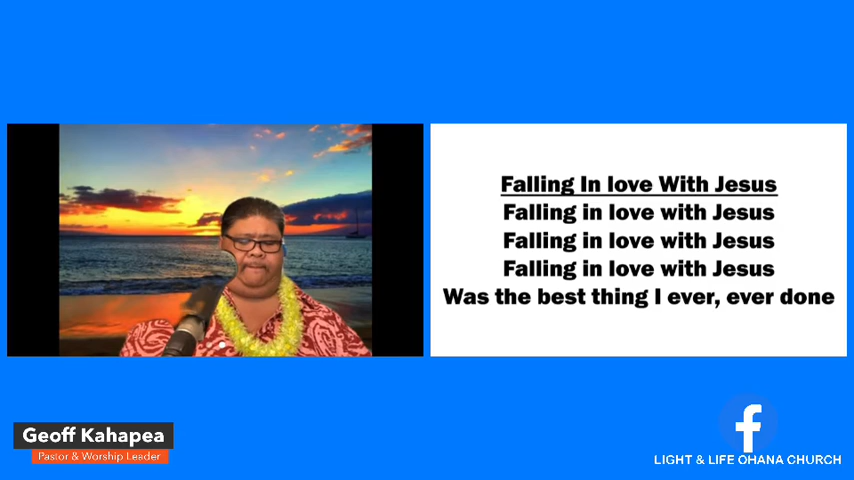 Falling In love With Jesus
Falling in love with Jesus
Falling in love with Jesus
Falling in love with Jesus
Was the best thing I ever, ever done
Geoff Kahapea
Pastor & Worship Leader
LIGHT & LIFE OHANA CHURCH